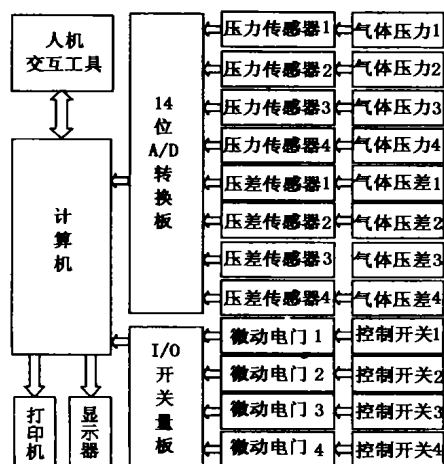 人机
交互工具
计
算
机
打
印
机
显
示
器
14
位
A/D
转
换
板
I/O
开
关
量
板
压力传感器1
气体压力1
压力传感器2
气体压力2
压力传感器3
气体压力3
压力传感器4
气体压力4
压差传感器1
气体压差1
压差传感器2
气体压差2
压差传感器3
气体压差3
压差传感器4
气体压差4
微动电门1
控制开关1
微动电门2
控制开关2
微动电门3
控制开关3
微动电门4
控制开关4